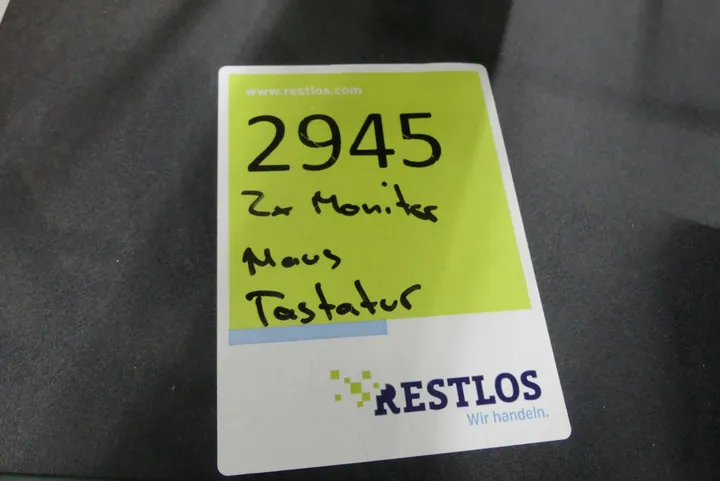 www.restlos.com
2945
2x Monitor
Maus
Tastatur
RESTLOS
Wir handeln.